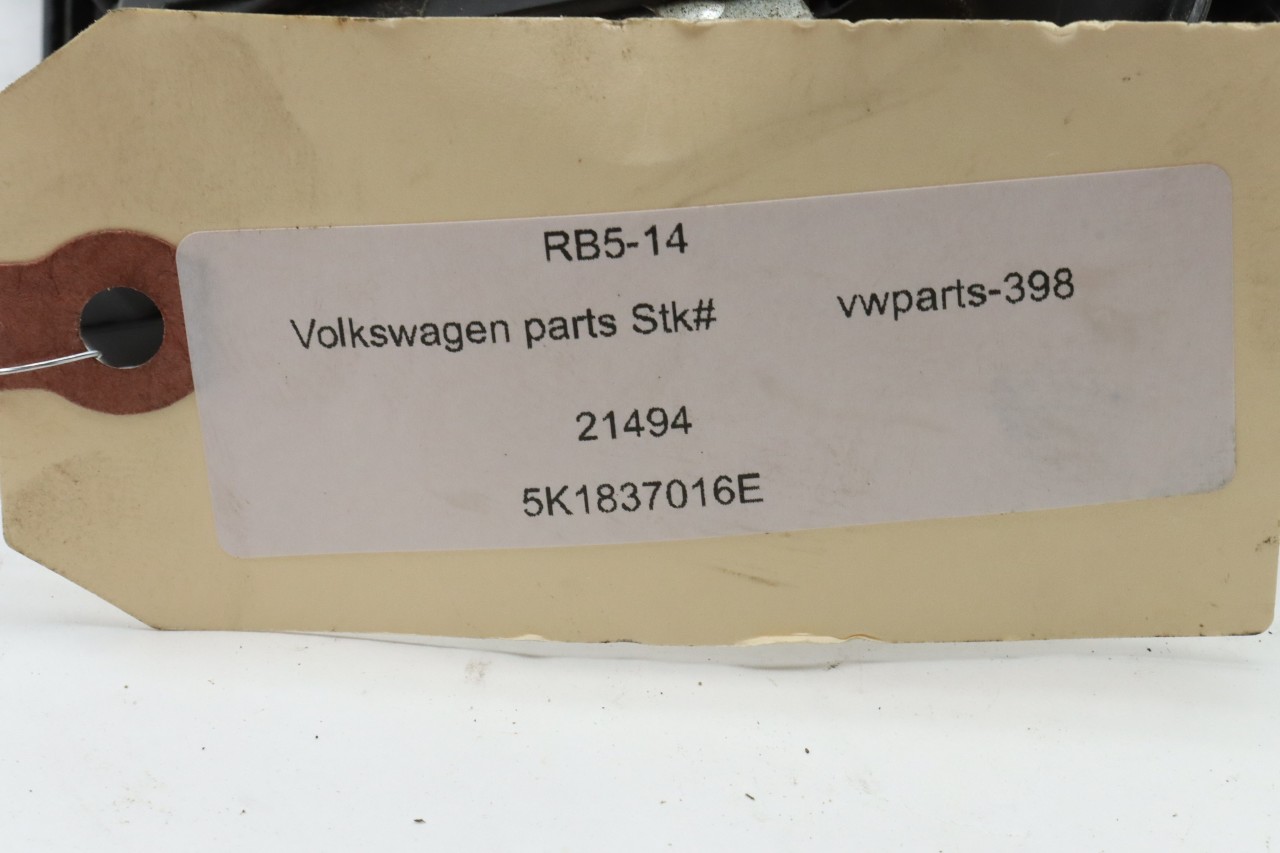 RB5-14
Volkswagen parts Stk# vwparts-398
21494
5K1837016E